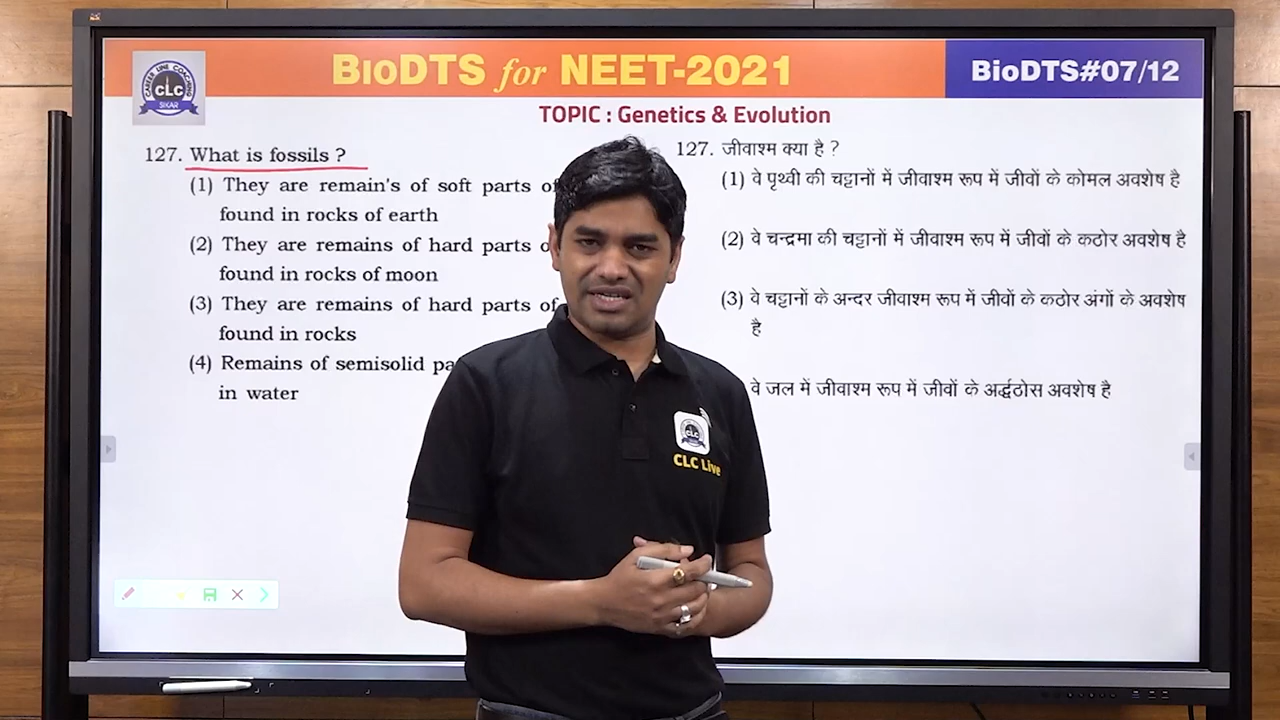 BIODTS for NEET-2021
BioDTS#07/12
CAREER LINE COACHING
CLC
SIKAR
TOPIC : Genetics & Evolution
127. What is fossils ?
(1) They are remain's of soft parts of
found in rocks of earth
(2) They are remains of hard parts
found in rocks of moon
(3) They are remains of hard parts of
found in rocks
(4) Remains of semisolid
in water
127. जीवाश्म क्या है ?
(1) वे पृथ्वी की चट्टानों में जीवाश्म रूप में जीवों के कोमल अवशेष है
(2) वे चन्द्रमा की चट्टानों में जीवाश्म रूप में जीवों के कठोर अवशेष है
(3) वे चट्टानों के अन्दर जीवाश्म रूप में जीवों के कठोर अंगों के अवशेष
है
वे जल में जीवाश्म रूप में जीवों के अर्द्धठोस अवशेष है
CLC
CLC Live